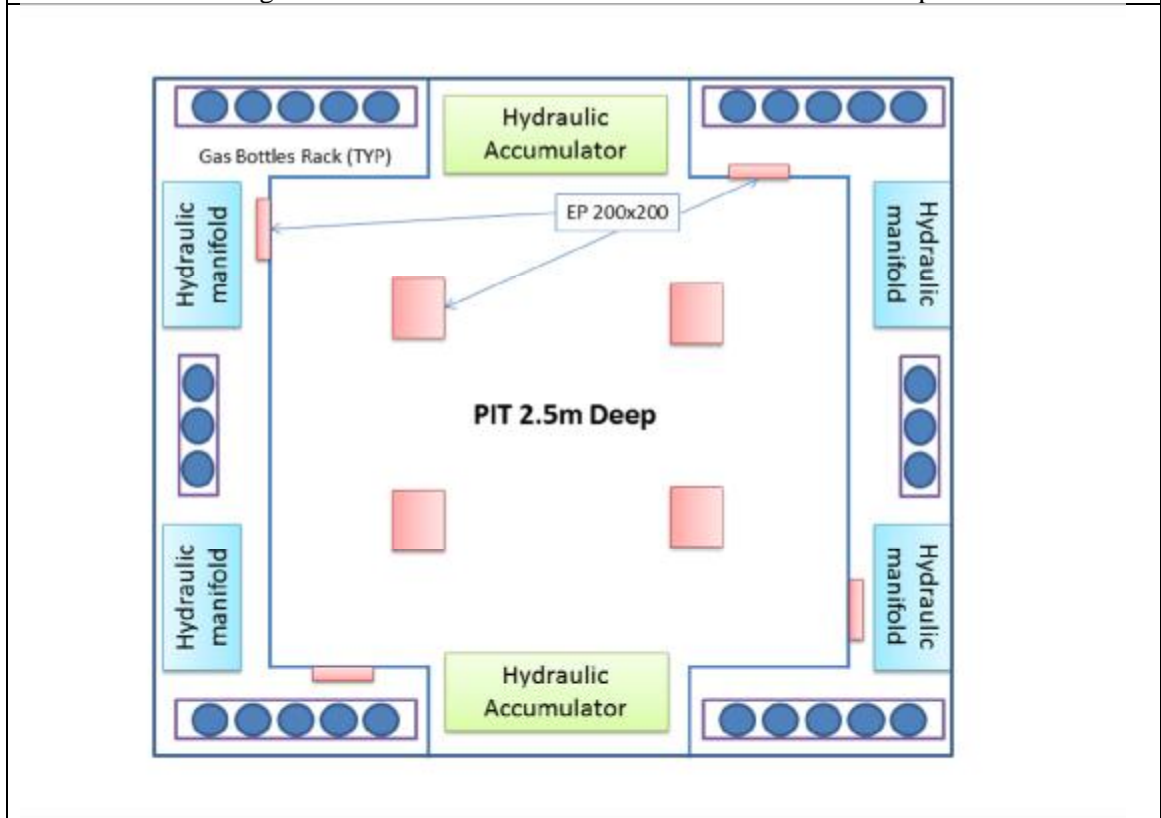 Hydraulic
Accumulator
Gas Bottles Rack (TYP)
Hydraulic
manifold
EP 200x200
Hydraulic
manifold
PIT 2.5m Deep
Hydraulic
manifold
Hydraulic
manifold
Hydraulic
Accumulator